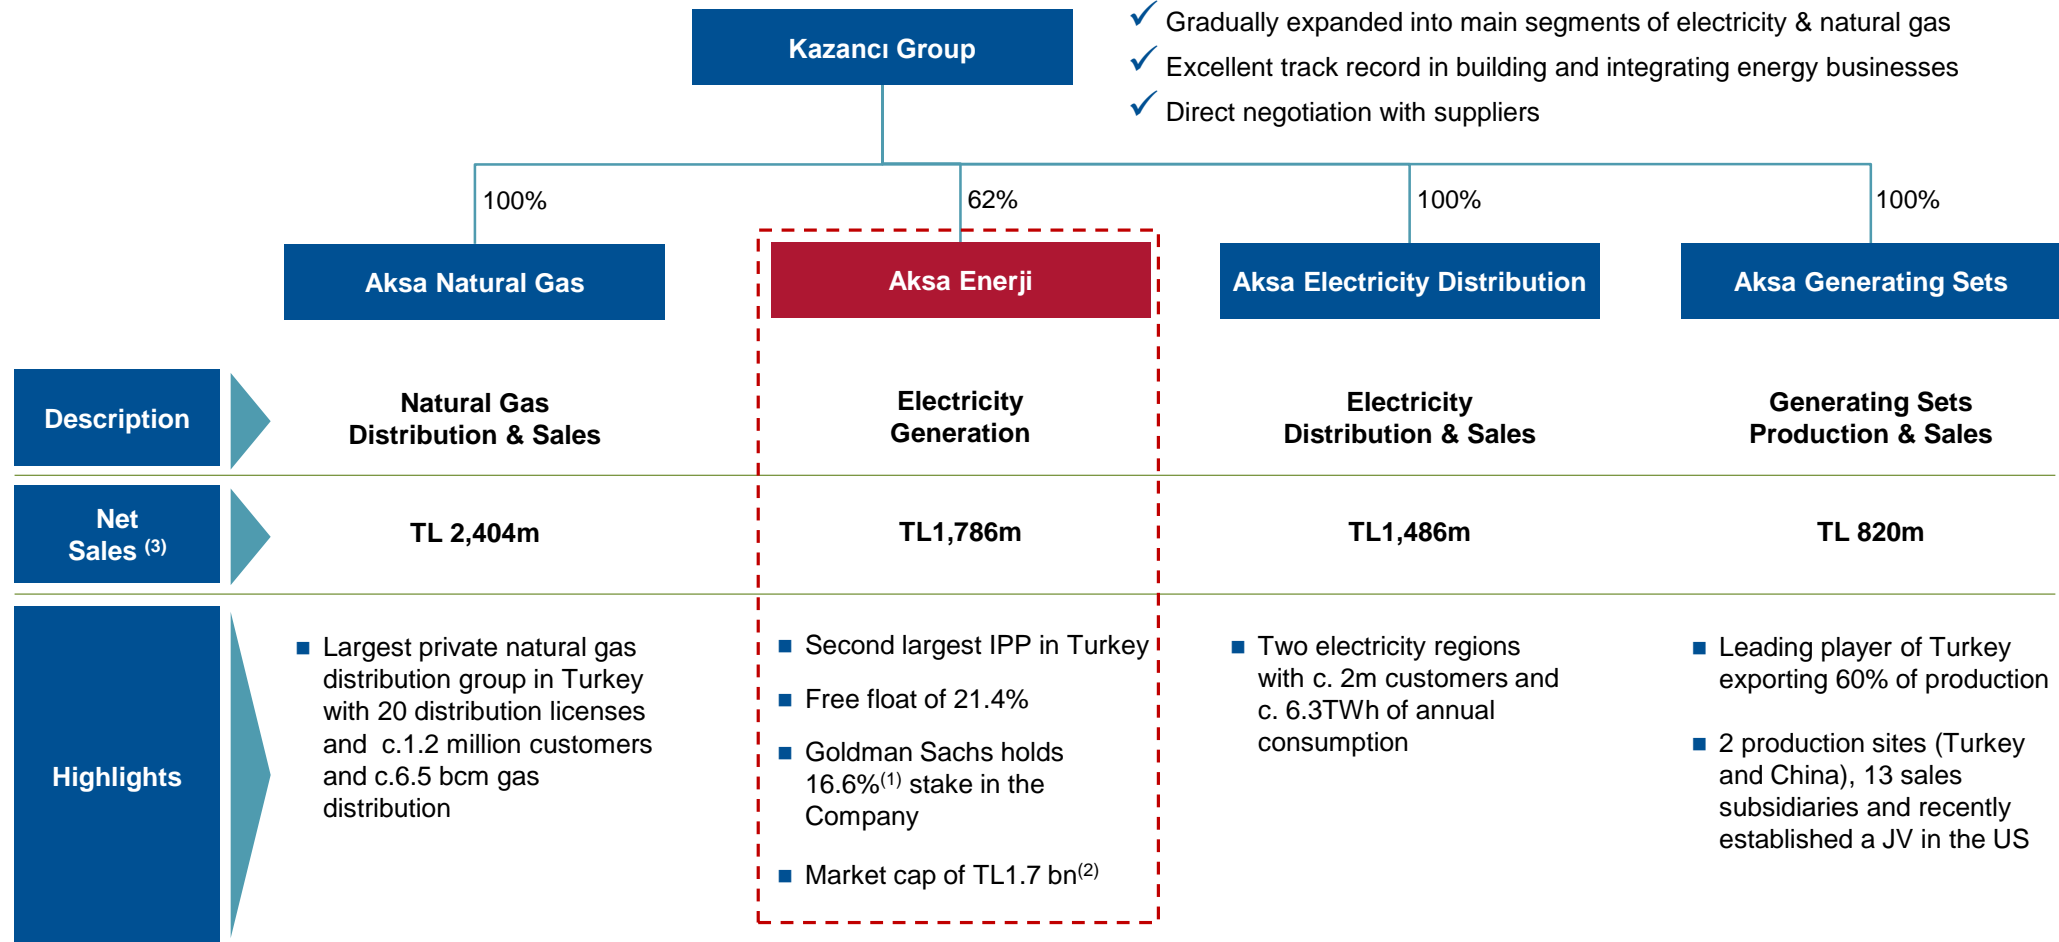 Kazancı Group
✓ Gradually expanded into main segments of electricity & natural gas
✓ Excellent track record in building and integrating energy businesses
✓ Direct negotiation with suppliers
100%
62%
100%
100%
Aksa Natural Gas
Aksa Enerji
Aksa Electricity Distribution
Aksa Generating Sets
Description
Natural Gas
Distribution & Sales
Electricity
Generation
Electricity
Distribution & Sales
Generating Sets
Production & Sales
Net
Sales (3)
TL 2,404m
TL1,786m
TL1,486m
TL 820m
Highlights
■ Largest private natural gas
distribution group in Turkey
with 20 distribution licenses
and c.1.2 million customers
and c.6.5 bcm gas
distribution
■ Second largest IPP in Turkey
■ Free float of 21.4%
■ Goldman Sachs holds
16.6%(1) stake in the
Company
■ Market cap of TL1.7 bn(2)
■ Two electricity regions
with c. 2m customers and
c. 6.3TWh of annual
consumption
■ Leading player of Turkey
exporting 60% of production
■ 2 production sites (Turkey
and China), 13 sales
subsidiaries and recently
established a JV in the US